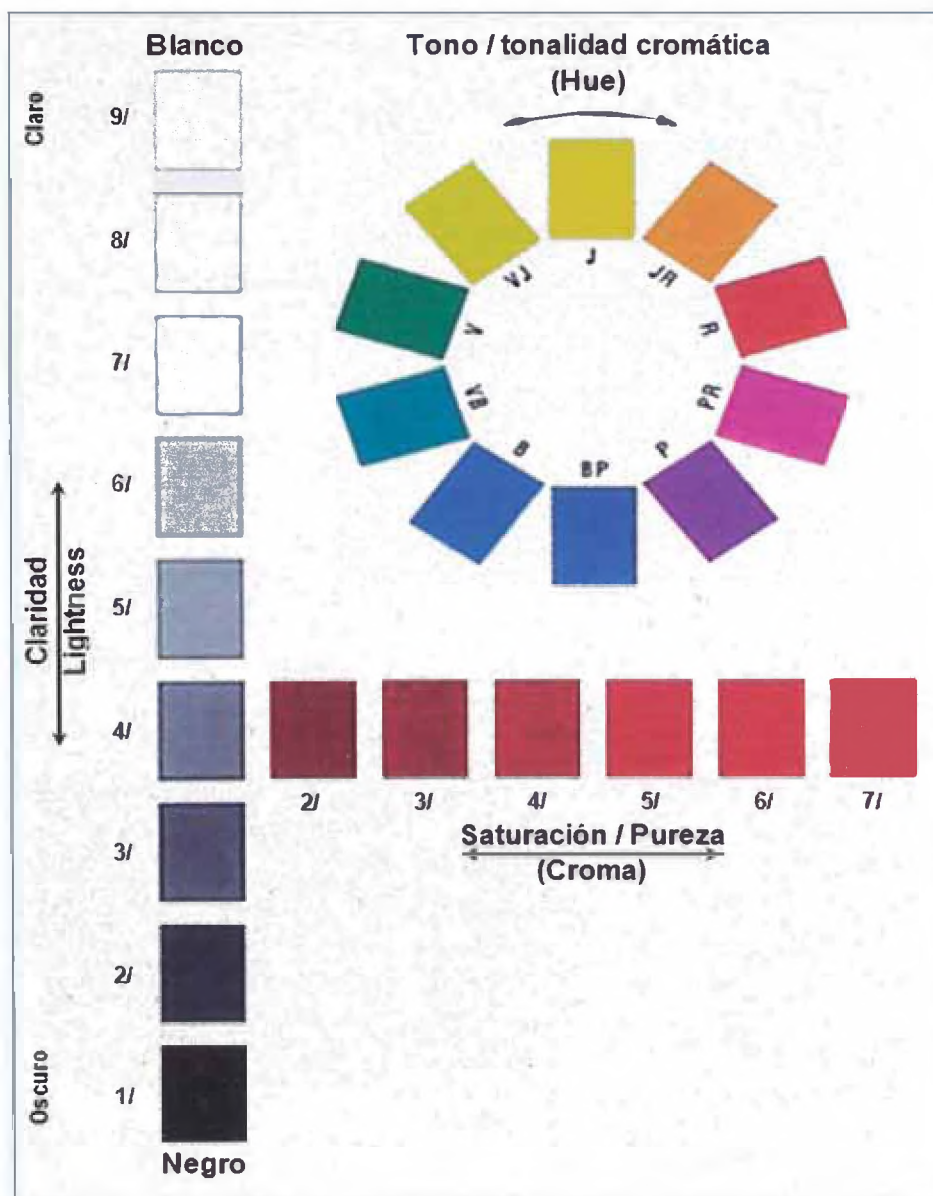 Blanco
Tono / tonalidad cromática
(Hue)
Claro
9/
8/
7/
6/
5/
4/
3/
2/
1/
Claridad
Lightness
Oscuro
Negro
J
JR
R
PR
P
BP
B
VB
V
VJ
2/
3/
4/
5/
6/
7/
Saturación / Pureza
(Croma)